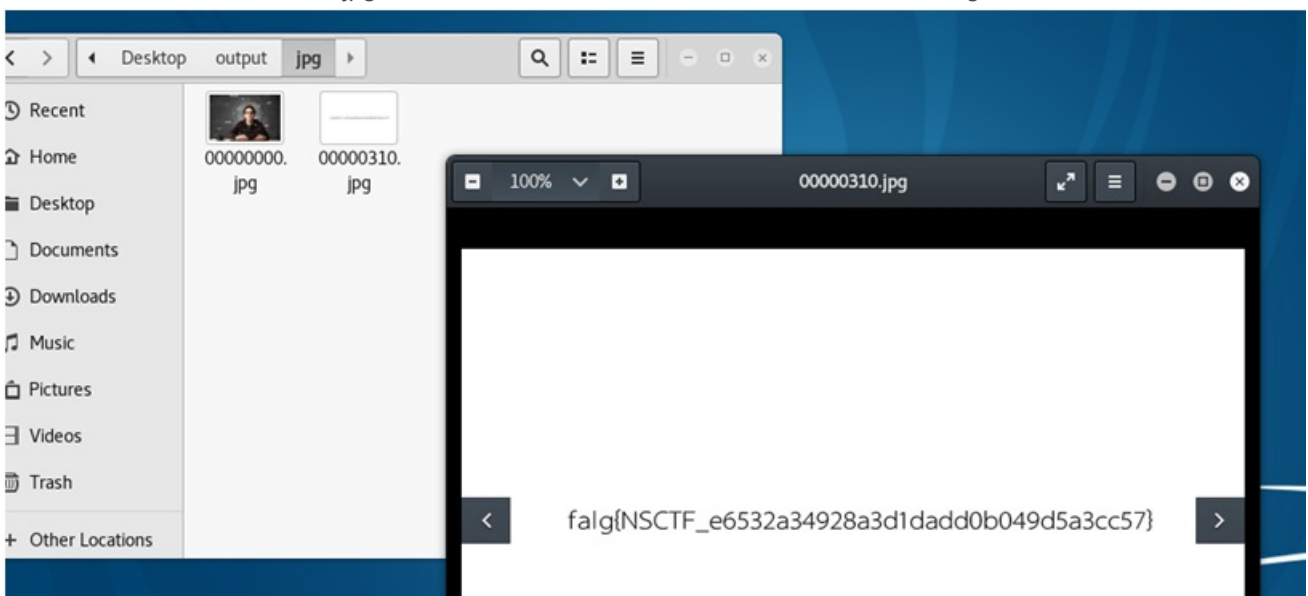 Desktop output jpg
Recent
Home
Desktop
Documents
Downloads
Music
Pictures
Videos
Trash
+ Other Locations
00000000.
jpg
00000310.
jpg
100%
00000310.jpg
falg{NSCTF_e6532a34928a3d1dadd0b049d5a3cc57}